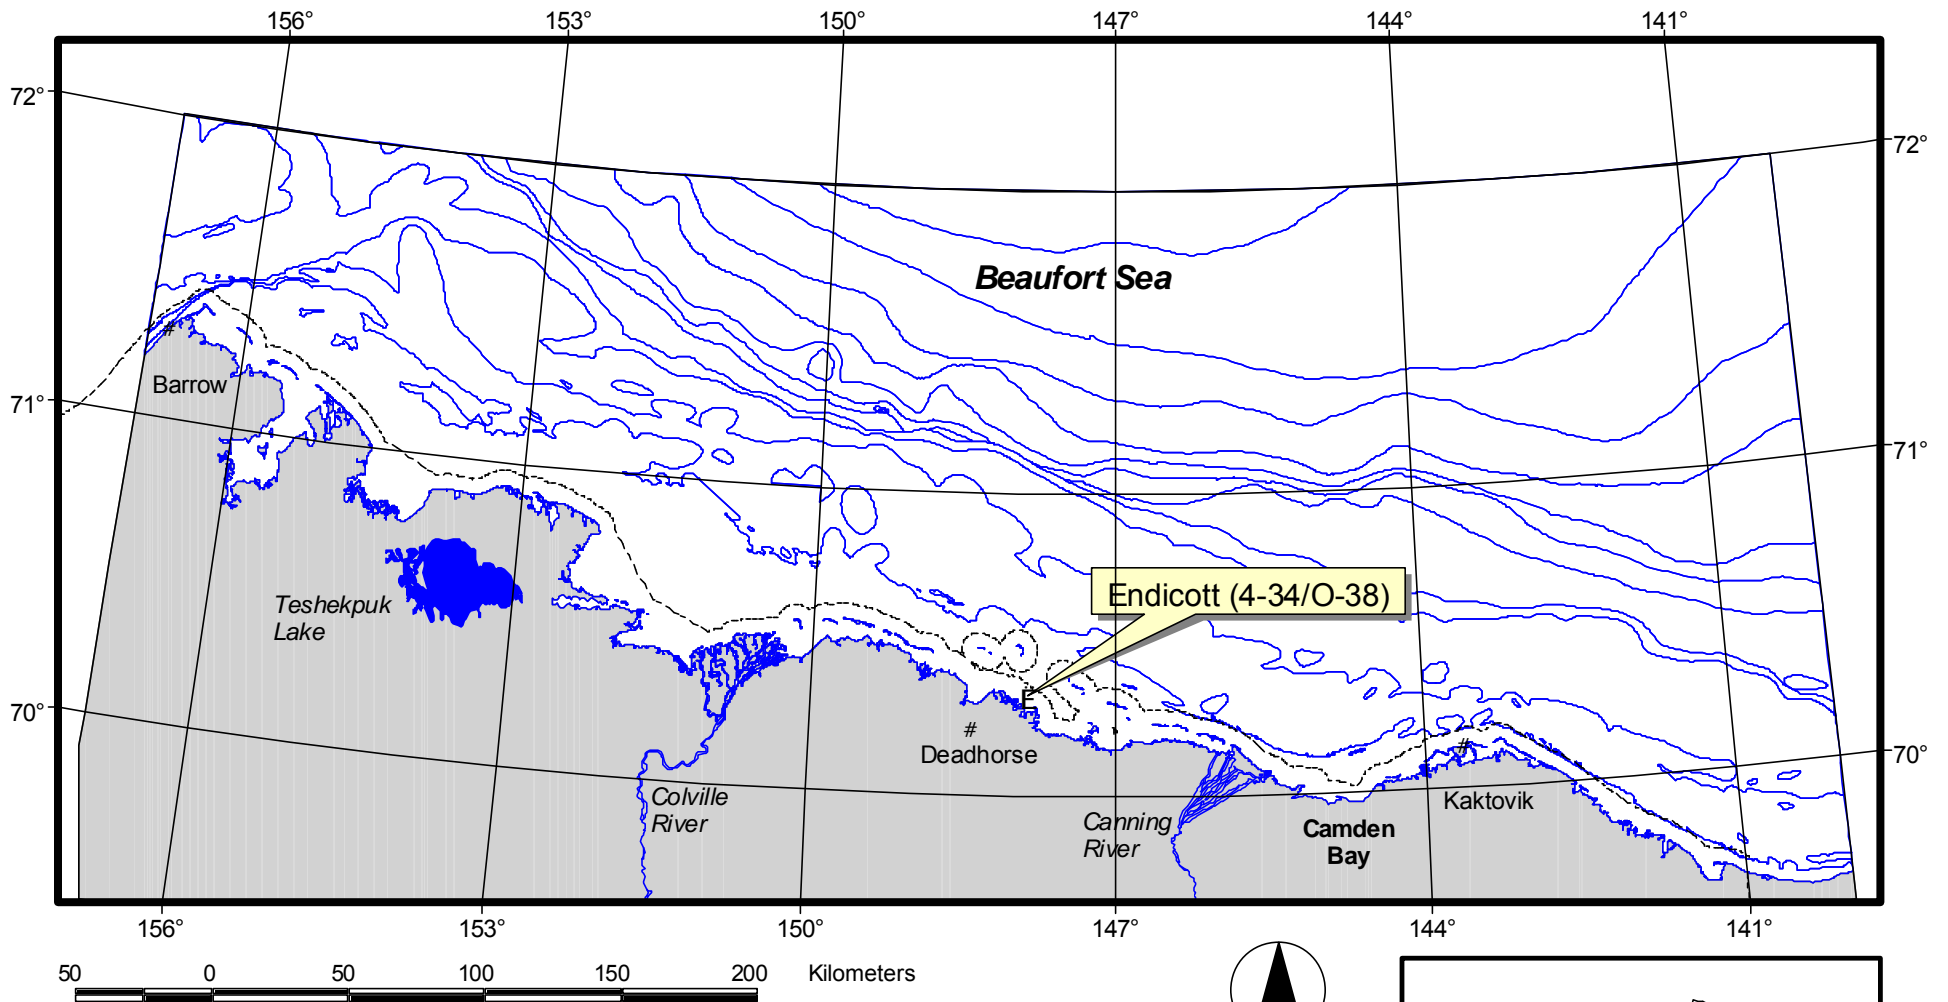 156° 153° 150° 147° 144° 141°
72°
72°
Beaufort Sea
#
Barrow
71°
71°
Endicott (4-34/O-38)
Teshekpuk
Lake
E
70°
70°
#
Deadhorse
#
Colville
River
Kaktovik
Canning
River
Camden
Bay
156° 153° 150° 147° 144° 141°
50 0 50 100 150 200 Kilometers